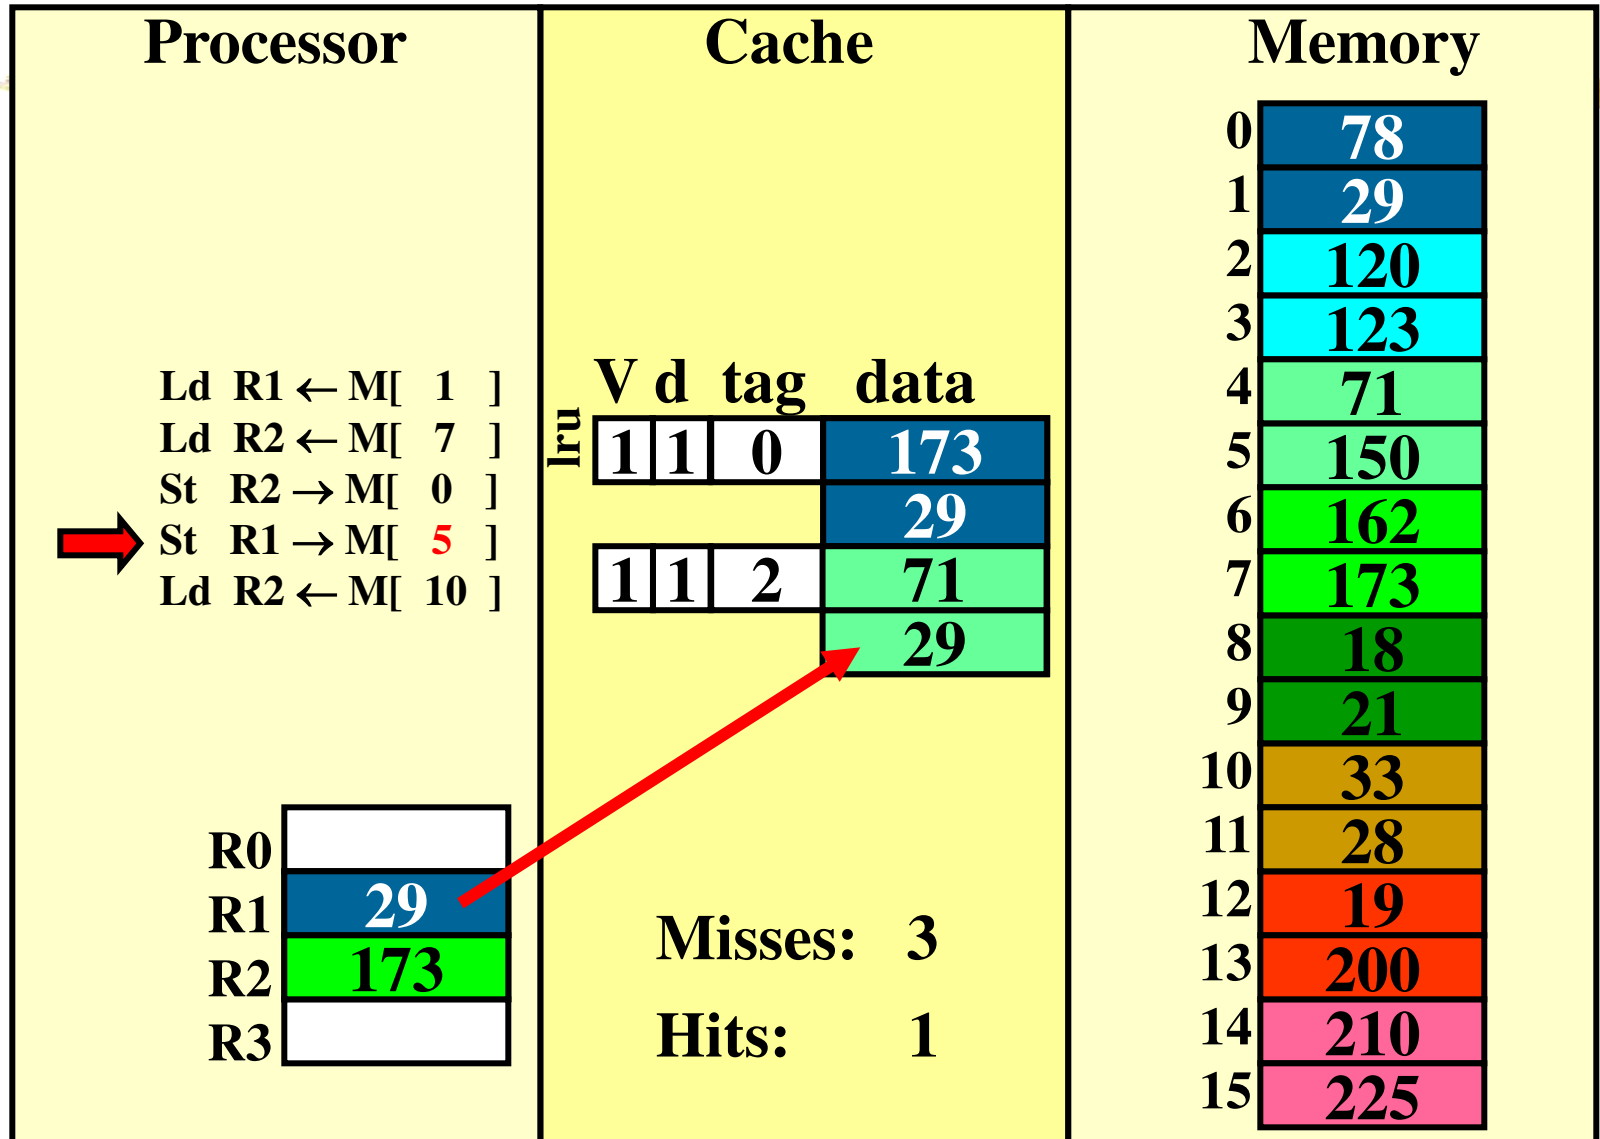 Processor
Cache
Memory
Ld R1 ← M[ 1 ]
Ld R2 ← M[ 7 ]
St R2 → M[ 0 ]
St R1 → M[ 5 ]
Ld R2 ← M[ 10 ]
R0
R1 29
R2 173
R3
V d tag data
lru
1 1 0 173
29
1 1 2 71
29
Misses: 3
Hits: 1
0 78
1 29
2 120
3 123
4 71
5 150
6 162
7 173
8 18
9 21
10 33
11 28
12 19
13 200
14 210
15 225